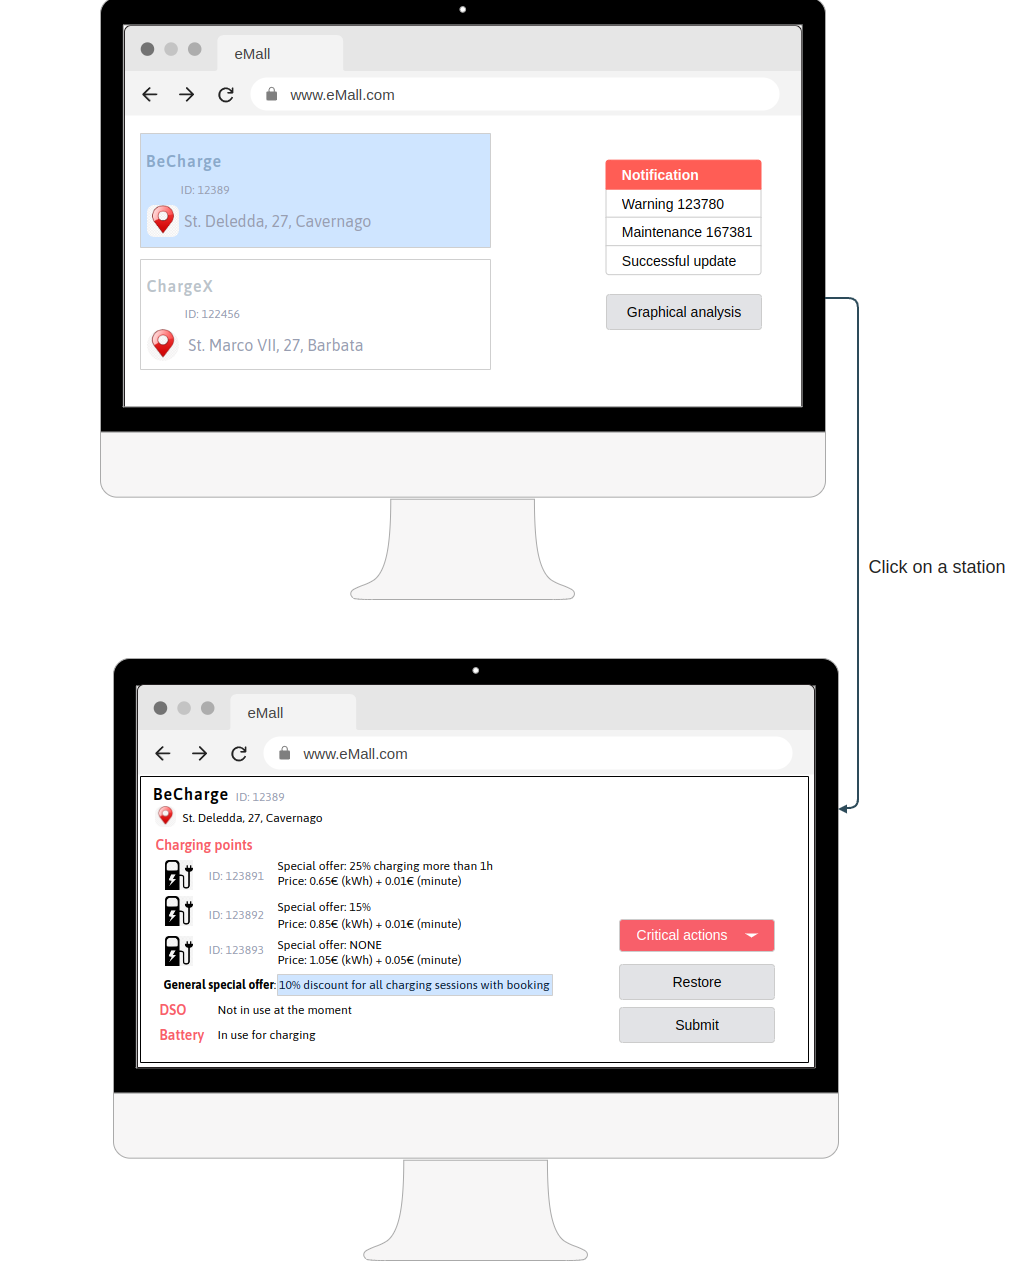 eMall
www.eMall.com
BeCharge
ID: 12389
St. Deledda, 27, Cavernago
ChargeX
ID: 122456
St. Marco VII, 27, Barbata
Notification
Warning 123780
Maintenance 167381
Successful update
Graphical analysis
Click on a station
eMall
www.eMall.com
BeCharge ID: 12389
St. Deledda, 27, Cavernago
Charging points
ID: 123891
Special offer: 25% charging more than 1h
Price: 0.65€ (kWh) + 0.01€ (minute)
ID: 123892
Special offer: 15%
Price: 0.85€ (kWh) + 0.01€ (minute)
ID: 123893
Special offer: NONE
Price: 1.05€ (kWh) + 0.05€ (minute)
General special offer: 10% discount for all charging sessions with booking
DSO Not in use at the moment
Battery In use for charging
Critical actions
Restore
Submit